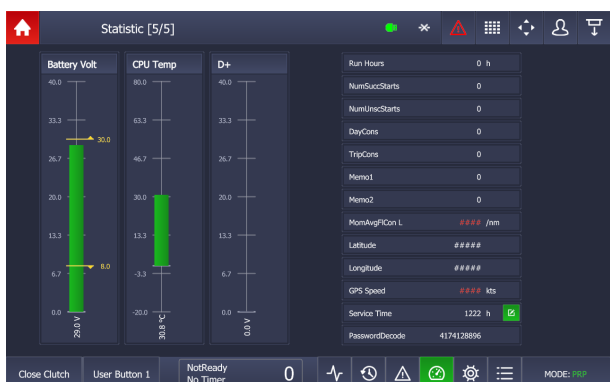 Statistic [5/5]
Battery Volt
40.0
33.3
30.0
26.7
20.0
13.3
8.0
6.7
0.0
29.0 V
CPU Temp
80.0
63.3
46.7
30.0
13.3
-3.3
-20.0
30.8 °C
D+
40.0
33.3
26.7
20.0
13.3
6.7
0.0
0.0 V
Run Hours 0 h
NumSuccStarts 0
NumUnscStarts 0
DayCons 0
TripCons 0
Memo1 0
Memo2 0
MomAvgFlCon L #### /nm
Latitude #####
Longitude #####
GPS Speed #### kts
Service Time 1222 h
PasswordDecode 4174128896
Close Clutch
User Button 1
NotReady
No Timer
0
MODE: PRP